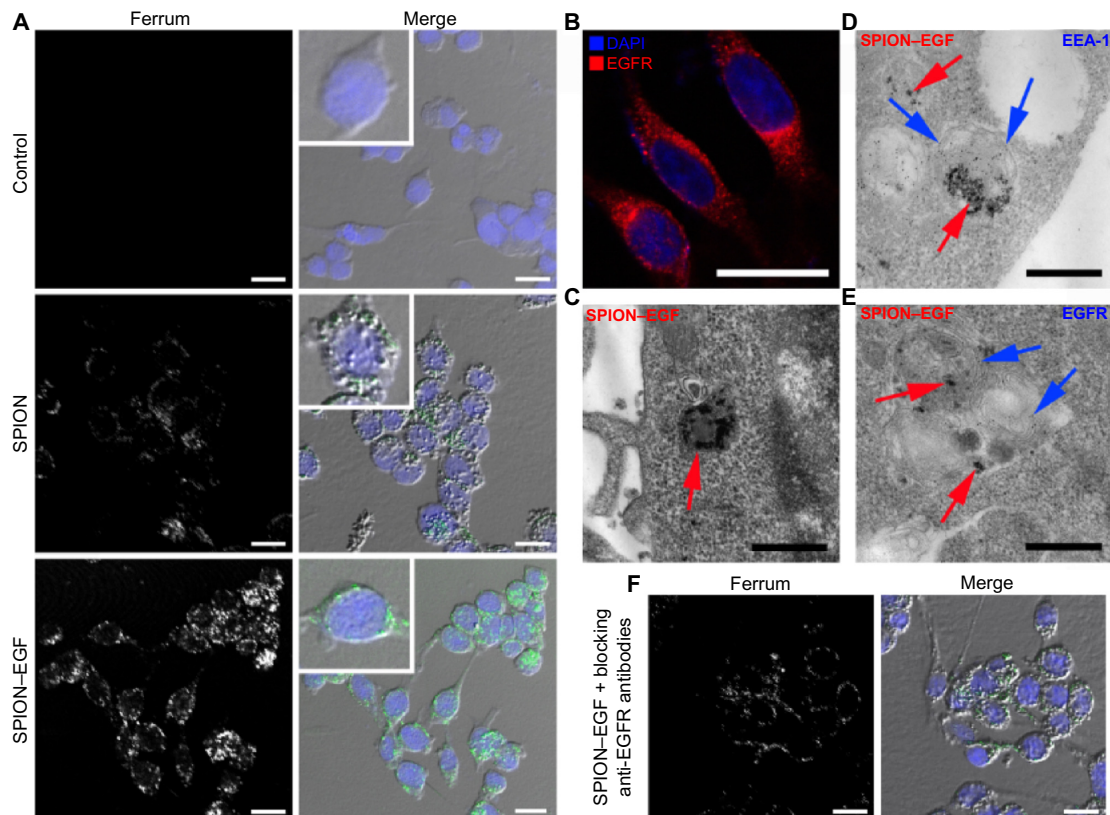 A
Ferrum
Merge
Control
SPION
SPION–EGF
B
DAPI
EGFR
C
SPION–EGF
D
SPION–EGF
EEA-1
E
SPION–EGF
EGFR
F
Ferrum
Merge
SPION–EGF + blocking
anti-EGFR antibodies